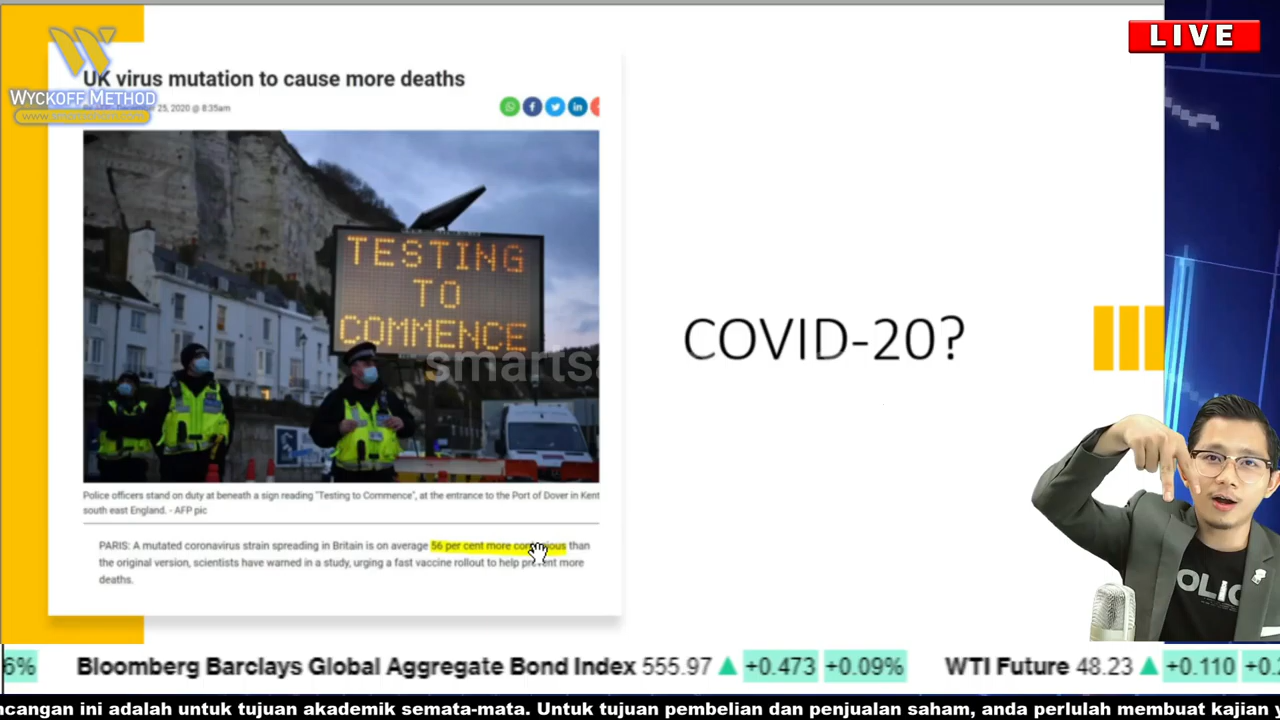 LIVE
WYCKOFF METHOD
UK virus mutation to cause more deaths
25, 2020 @ 8:35am
TESTING
TO
COMMENCE
smartsa
COVID-20?
Police officers stand on duty at beneath a sign reading "Testing to Commence", at the entrance to the Port of Dover in Kent
south east England. - AFP pic
PARIS: A mutated coronavirus strain spreading in Britain is on average 56 per cent more contagious than
the original version, scientists have warned in a study, urging a fast vaccine rollout to help prevent more
deaths.
6% Bloomberg Barclays Global Aggregate Bond Index 555.97 ▲ +0.473 +0.09% WTI Future 48.23 ▲ +0.110
ncangan ini adalah untuk tujuan akademik semata-mata. Untuk tujuan pembelian dan penjualan saham, anda perlulah membuat kajian